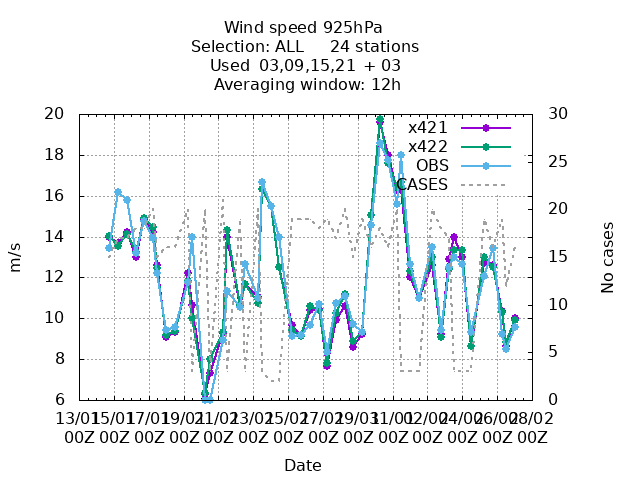 Wind speed 925hPa
Selection: ALL 24 stations
Used 03,09,15,21 + 03
Averaging window: 12h
x421
x422
OBS
CASES
20
18
16
14
12
10
8
6
m/s
30
25
20
15
10
5
0
No cases
13/01 15/01 17/01 19/01 21/01 23/01 25/01 27/01 29/01 31/01 02/02 04/02 06/02 08/02
00Z 00Z 00Z 00Z 00Z 00Z 00Z 00Z 00Z 00Z 00Z 00Z 00Z 00Z
Date